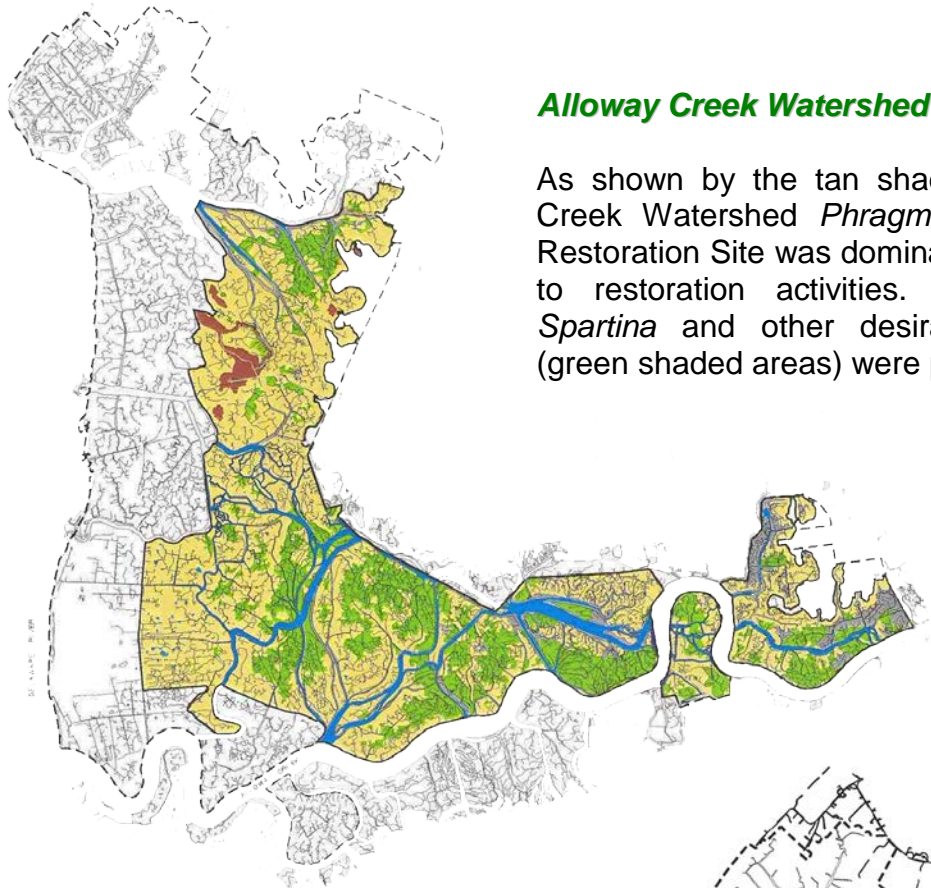 Alloway Creek Watershed
As shown by the tan shad
Creek Watershed Phragm
Restoration Site was domina
to restoration activities.
Spartina and other desira
(green shaded areas) were p
RIVER